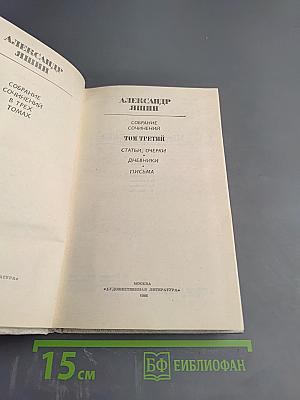 АЛЕКСАНДР
ЯШИН
СОБРАНИЕ
СОЧИНЕНИЙ
В ТРЕХ
ТОМАХ
АЛЕКСАНДР
ЯШИН
СОБРАНИЕ
СОЧИНЕНИЙ
ТОМ ТРЕТИЙ
СТАТЬИ, ОЧЕРКИ
ДНЕВНИКИ
ПИСЬМА
МОСКВА
«ХУДОЖЕСТВЕННАЯ ЛИТЕРАТУРА»
1986
15 см
БФ БИБЛИОФАН